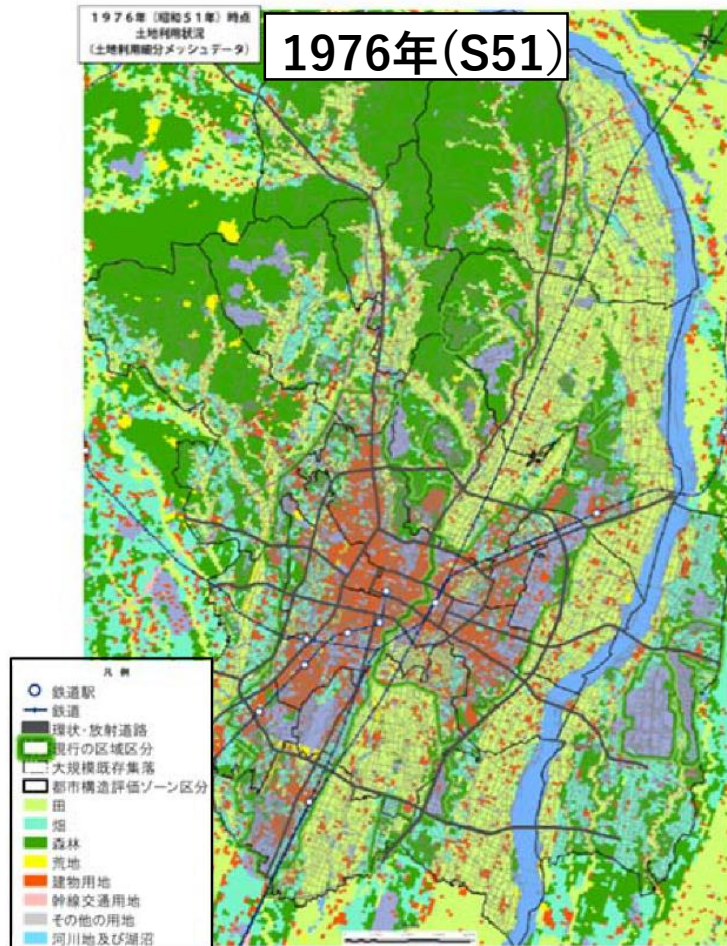 1976年（昭和51年）時点
土地利用状況
（土地利用細分メッシュデータ）
1976年(S51)
凡 例
鉄道駅
鉄道
環状・放射道路
現行の区域区分
大規模既存集落
都市構造評価ゾーン区分
田
畑
森林
荒地
建物用地
幹線交通用地
その他の用地
河川地及び湖沼